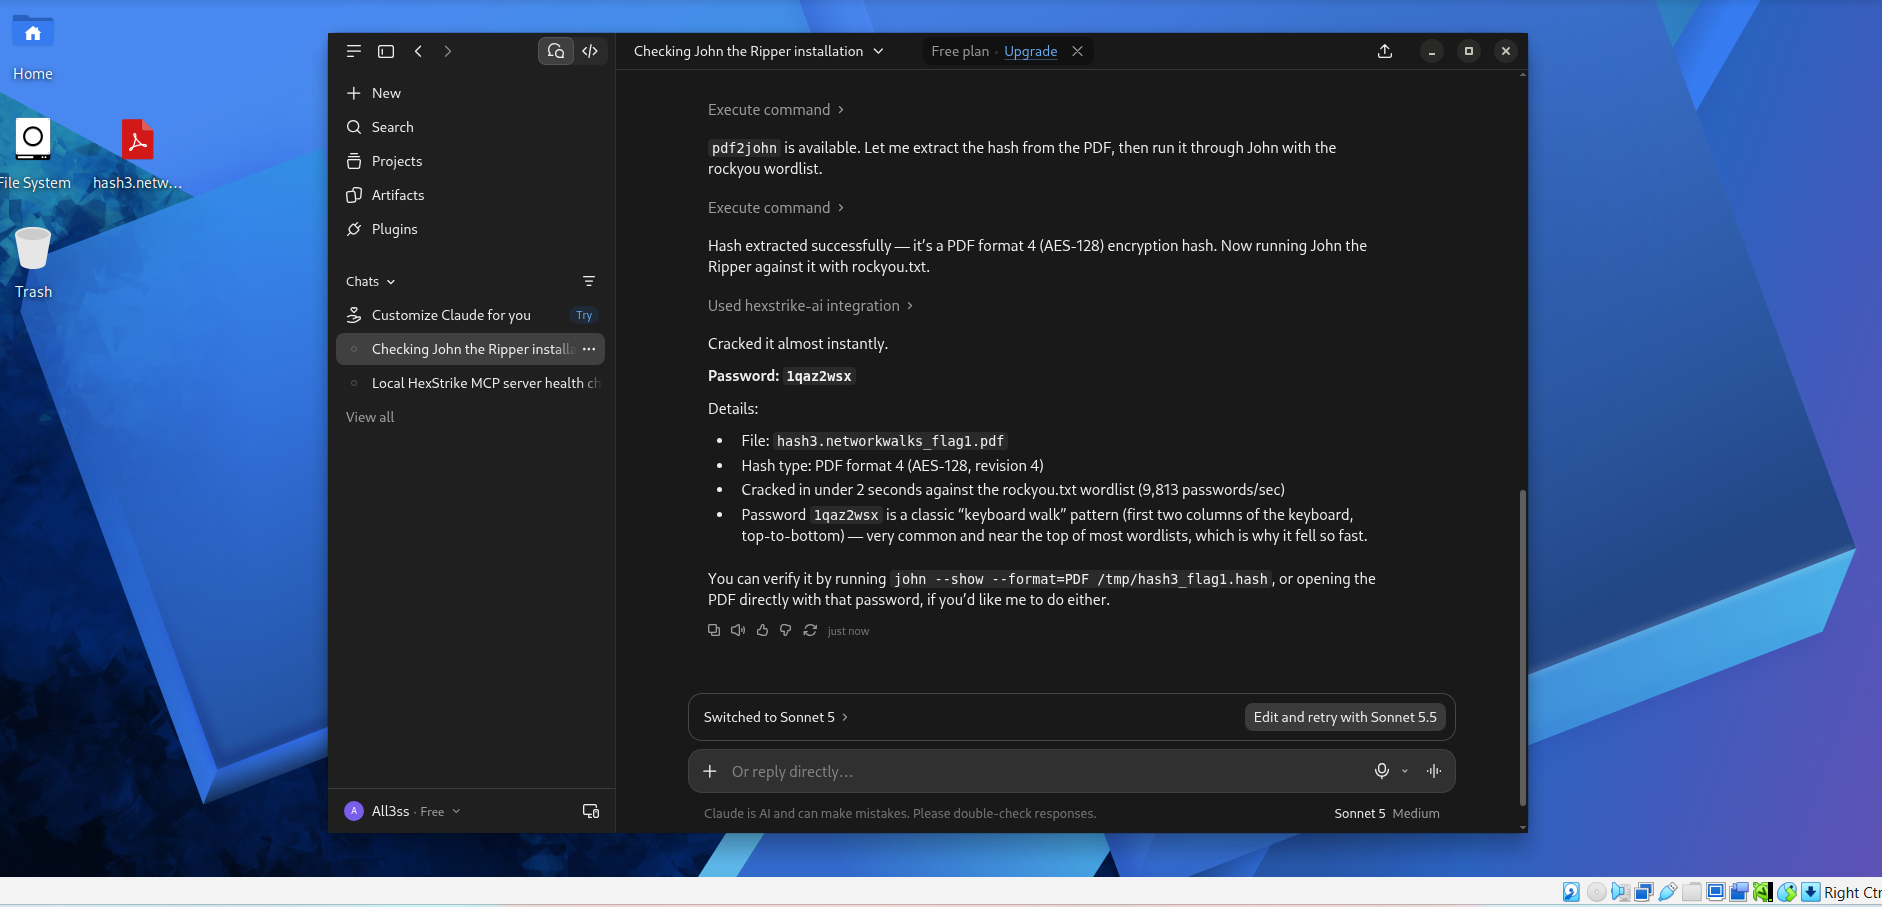 Home
File System
hash3.netw...
Trash
Checking John the Ripper installation
Free plan · Upgrade
New
Search
Projects
Artifacts
Plugins
Chats
Customize Claude for you
Try
Checking John the Ripper installa
Local HexStrike MCP server health ch
View all
All3ss · Free
A
Execute command
pdf2john is available. Let me extract the hash from the PDF, then run it through John with the
rockyou wordlist.
Execute command
Hash extracted successfully — it’s a PDF format 4 (AES-128) encryption hash. Now running John the
Ripper against it with rockyou.txt.
Used hexstrike-ai integration
Cracked it almost instantly.
Password: 1qaz2wsx
Details:
• File: hash3.networkwalks_flag1.pdf
• Hash type: PDF format 4 (AES-128, revision 4)
• Cracked in under 2 seconds against the rockyou.txt wordlist (9,813 passwords/sec)
• Password 1qaz2wsx is a classic “keyboard walk” pattern (first two columns of the keyboard,
top-to-bottom) — very common and near the top of most wordlists, which is why it fell so fast.
You can verify it by running john --show --format=PDF /tmp/hash3_flag1.hash, or opening the
PDF directly with that password, if you’d like me to do either.
just now
Switched to Sonnet 5
Edit and retry with Sonnet 5.5
Or reply directly...
Claude is AI and can make mistakes. Please double-check responses.
Sonnet 5 Medium
Right Ctr